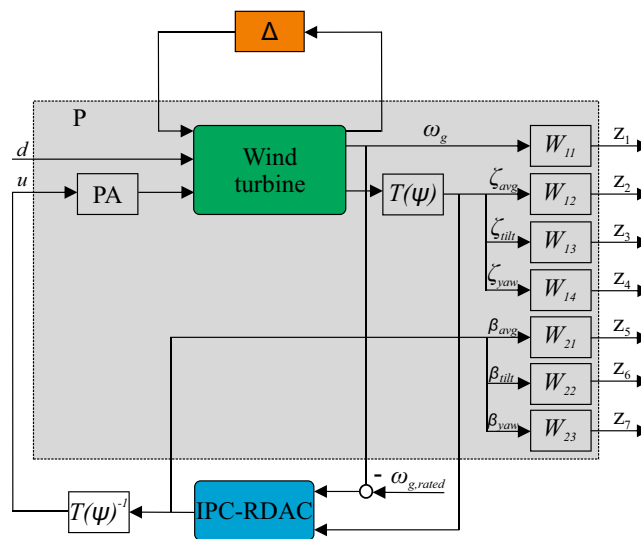 Δ
P
d
u
PA
Wind
turbine
T(ψ)
ω_g
ζ_avg
ζ_tilt
ζ_yaw
β_avg
β_tilt
β_yaw
W_11
W_12
W_13
W_14
W_21
W_22
W_23
Z_1
Z_2
Z_3
Z_4
Z_5
Z_6
Z_7
T(ψ)^-1
IPC-RDAC
- ω_g,rated